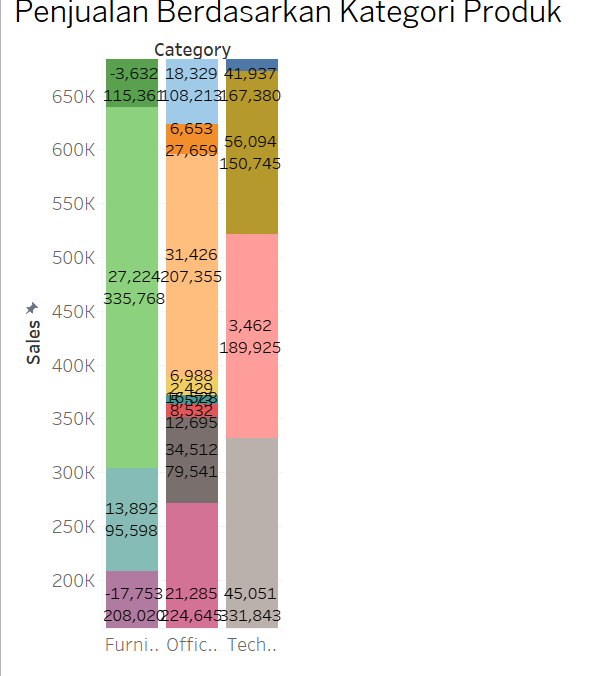 Penjualan Berdasarkan Kategori Produk
Category
Sales
650K
600K
550K
500K
450K
400K
350K
300K
250K
200K
-3,632
115,361
27,224
335,768
13,892
95,598
-17,753
208,020
18,329
108,213
6,653
27,659
31,426
207,355
6,988
2,429
16,528
8,532
12,695
34,512
79,541
21,285
224,645
41,937
167,380
56,094
150,745
3,462
189,925
45,051
331,843
Furni..
Offic..
Tech..